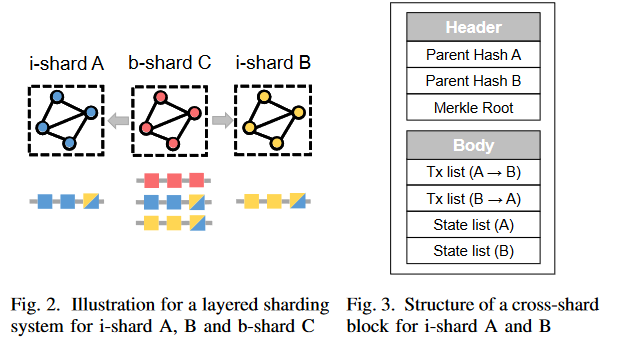 i-shard A b-shard C i-shard B
Fig. 2. Illustration for a layered sharding
system for i-shard A, B and b-shard C
Header
Parent Hash A
Parent Hash B
Merkle Root
Body
Tx list (A → B)
Tx list (B → A)
State list (A)
State list (B)
Fig. 3. Structure of a cross-shard
block for i-shard A and B